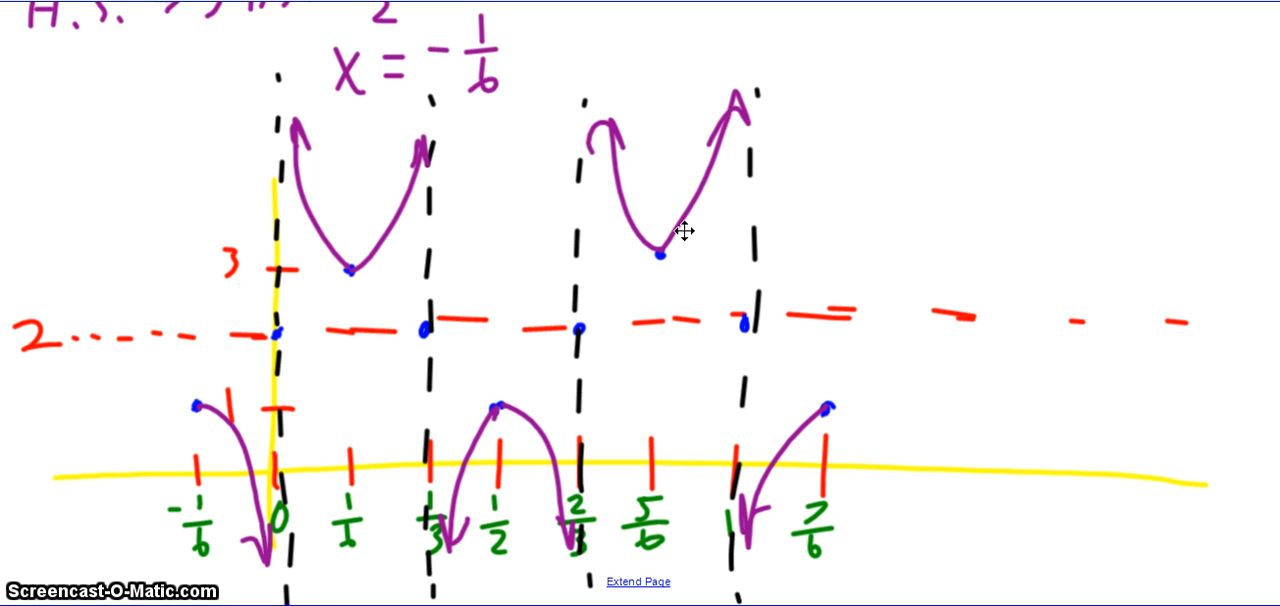 H.S.
2
x = -1/6
3
2
1
-1/6 0 1/6 1/3 1/2 2/3 5/6 1 7/6
Extend Page
Screencast-O-Matic.com